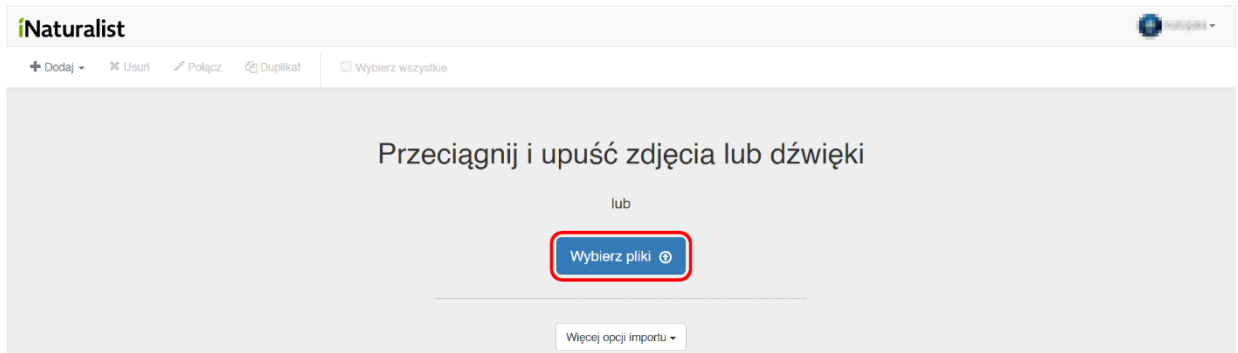 iNaturalist
Dodaj Usuń Połącz Duplikat Wybierz wszystkie
Przeciągnij i upuść zdjęcia lub dźwięki
lub
Wybierz pliki
Więcej opcji importu